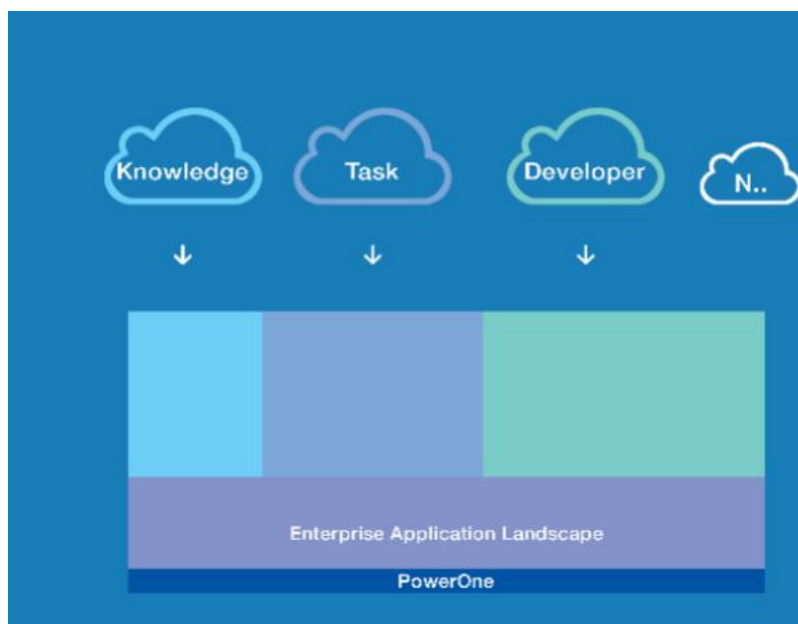 Knowledge
Task
Developer
N..
Enterprise Application Landscape
PowerOne